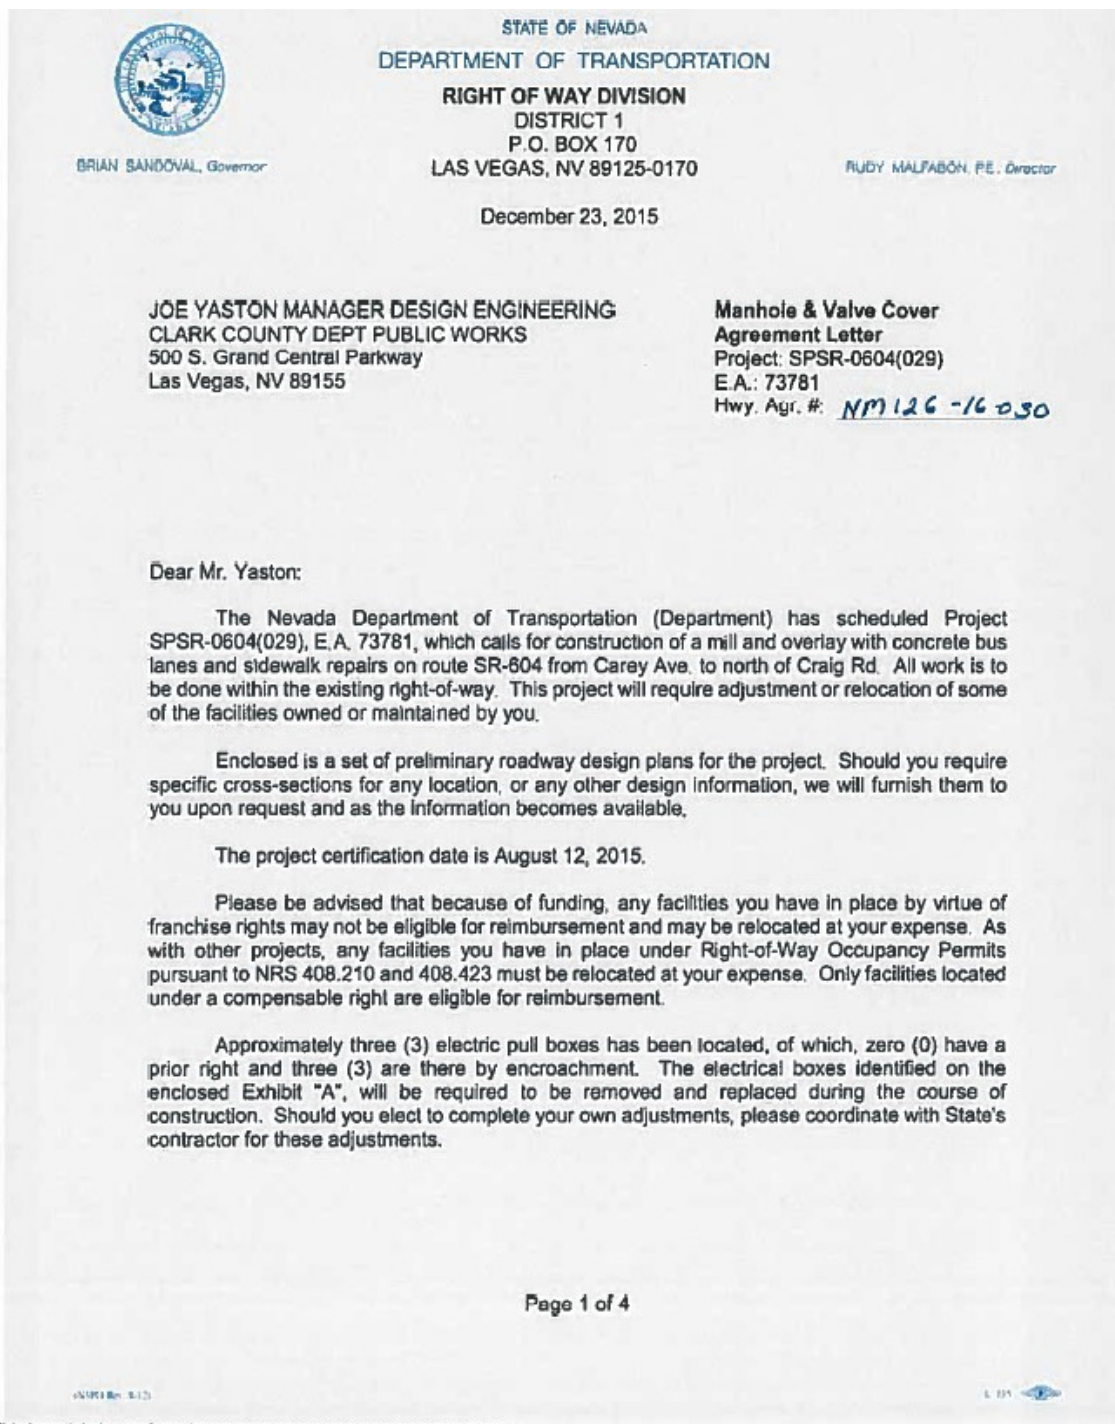 STATE OF NEVADA
DEPARTMENT OF TRANSPORTATION
RIGHT OF WAY DIVISION
DISTRICT 1
P.O. BOX 170
LAS VEGAS, NV 89125-0170
BRIAN SANDOVAL, Governor
RUDY MALFABON, P.E., Director
December 23, 2015
JOE YASTON MANAGER DESIGN ENGINEERING
CLARK COUNTY DEPT PUBLIC WORKS
500 S. Grand Central Parkway
Las Vegas, NV 89155
Manhole & Valve Cover
Agreement Letter
Project: SPSR-0604(029)
E.A.: 73781
Hwy. Agr. #: NM126-16 030
Dear Mr. Yaston:
The Nevada Department of Transportation (Department) has scheduled Project
SPSR-0604(029), E.A. 73781, which calls for construction of a mill and overlay with concrete bus
lanes and sidewalk repairs on route SR-604 from Carey Ave. to north of Craig Rd. All work is to
be done within the existing right-of-way. This project will require adjustment or relocation of some
of the facilities owned or maintained by you.
Enclosed is a set of preliminary roadway design plans for the project. Should you require
specific cross-sections for any location, or any other design information, we will furnish them to
you upon request and as the information becomes available.
The project certification date is August 12, 2015.
Please be advised that because of funding, any facilities you have in place by virtue of
franchise rights may not be eligible for reimbursement and may be relocated at your expense. As
with other projects, any facilities you have in place under Right-of-Way Occupancy Permits
pursuant to NRS 408.210 and 408.423 must be relocated at your expense. Only facilities located
under a compensable right are eligible for reimbursement.
Approximately three (3) electric pull boxes has been located, of which, zero (0) have a
prior right and three (3) are there by encroachment. The electrical boxes identified on the
enclosed Exhibit "A", will be required to be removed and replaced during the course of
construction. Should you elect to complete your own adjustments, please coordinate with State's
contractor for these adjustments.
Page 1 of 4